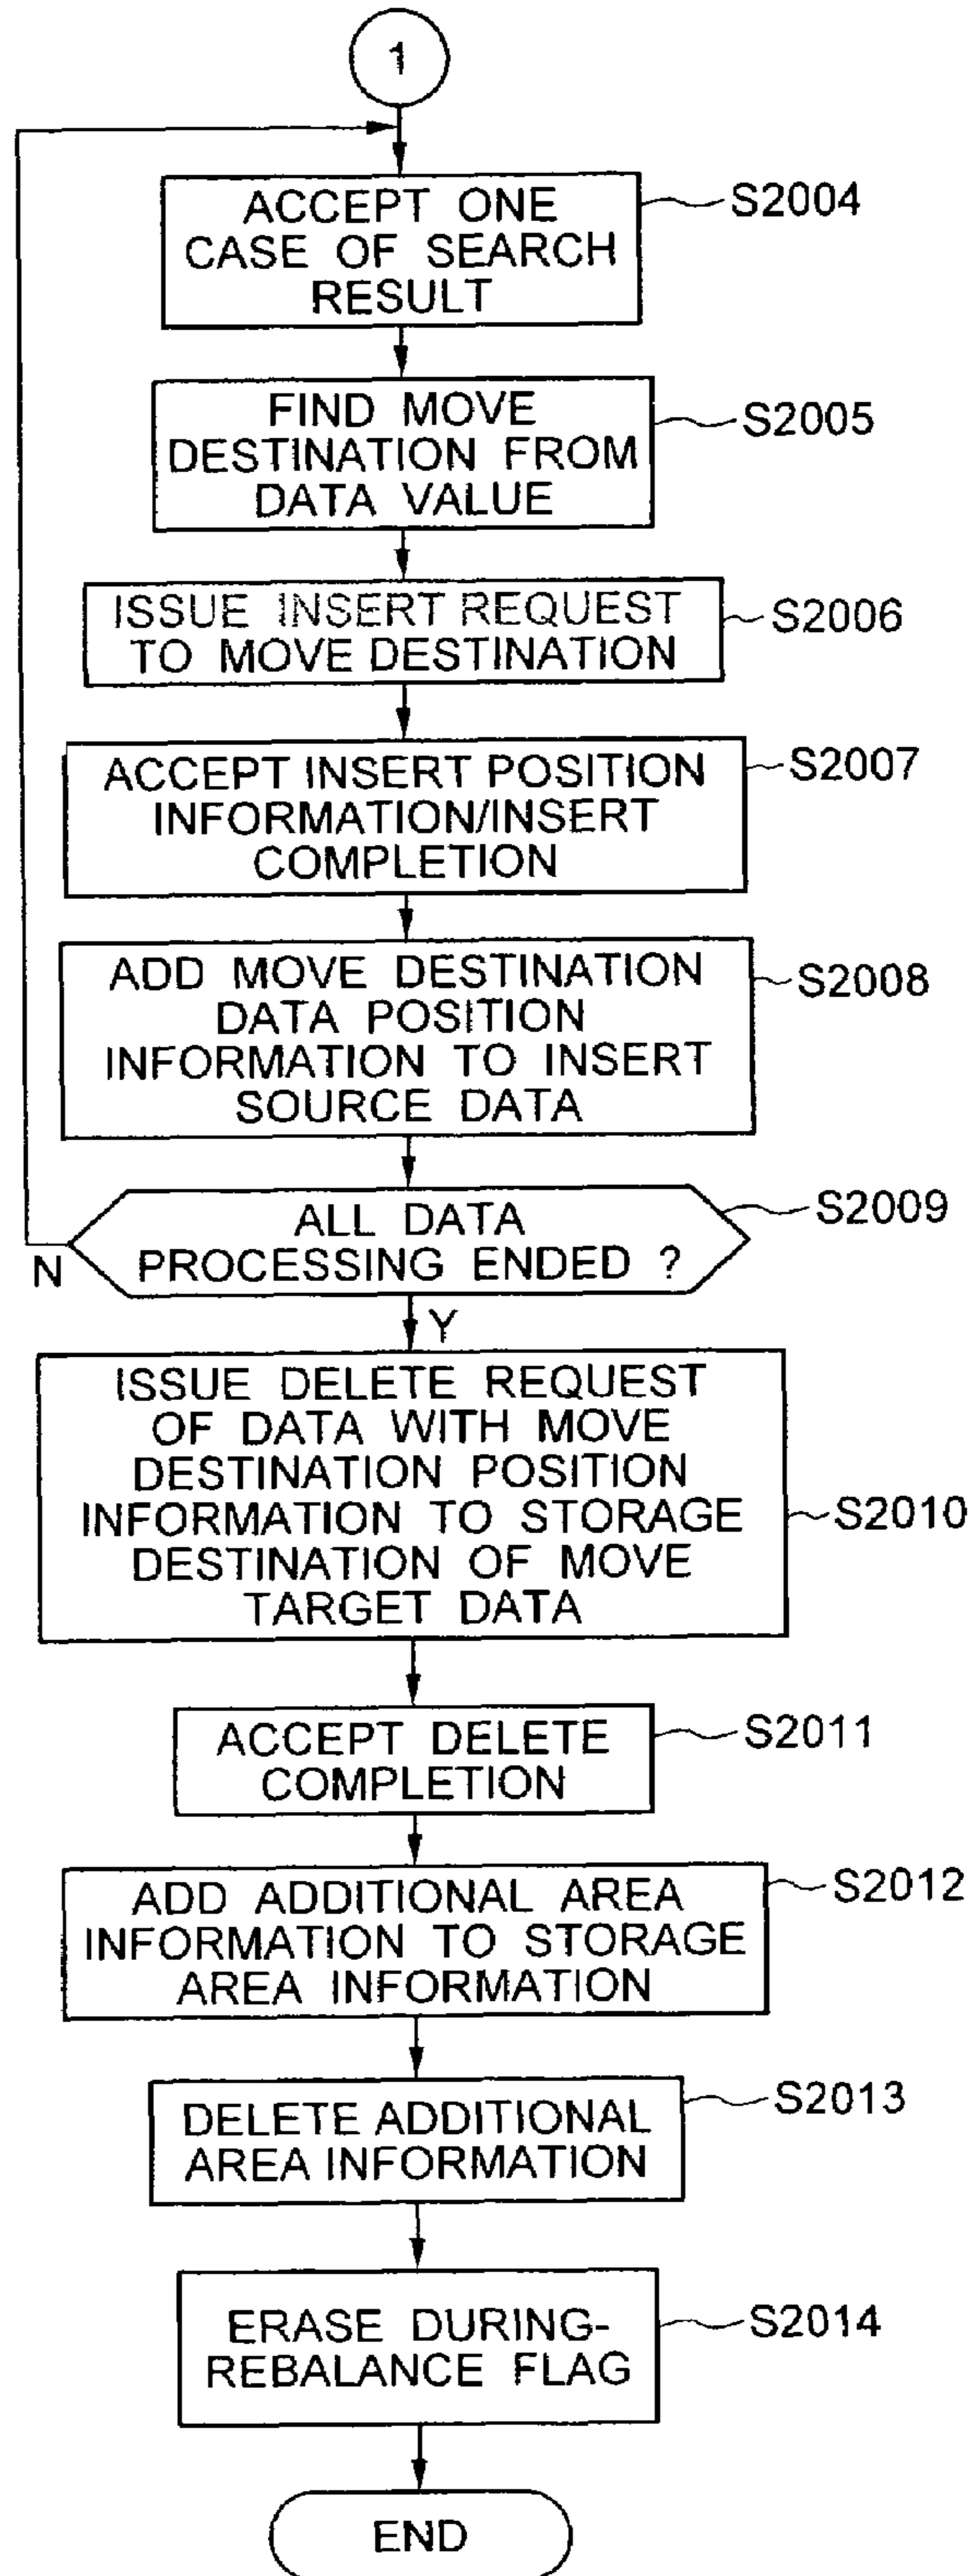 1
ACCEPT ONE
CASE OF SEARCH
RESULT
S2004
FIND MOVE
DESTINATION FROM
DATA VALUE
S2005
ISSUE INSERT REQUEST
TO MOVE DESTINATION
S2006
ACCEPT INSERT POSITION
INFORMATION/INSERT
COMPLETION
S2007
ADD MOVE DESTINATION
DATA POSITION
INFORMATION TO INSERT
SOURCE DATA
S2008
ALL DATA
PROCESSING ENDED ?
S2009
N
Y
ISSUE DELETE REQUEST
OF DATA WITH MOVE
DESTINATION POSITION
INFORMATION TO STORAGE
DESTINATION OF MOVE
TARGET DATA
S2010
ACCEPT DELETE
COMPLETION
S2011
ADD ADDITIONAL AREA
INFORMATION TO STORAGE
AREA INFORMATION
S2012
DELETE ADDITIONAL
AREA INFORMATION
S2013
ERASE DURING-
REBALANCE FLAG
S2014
END